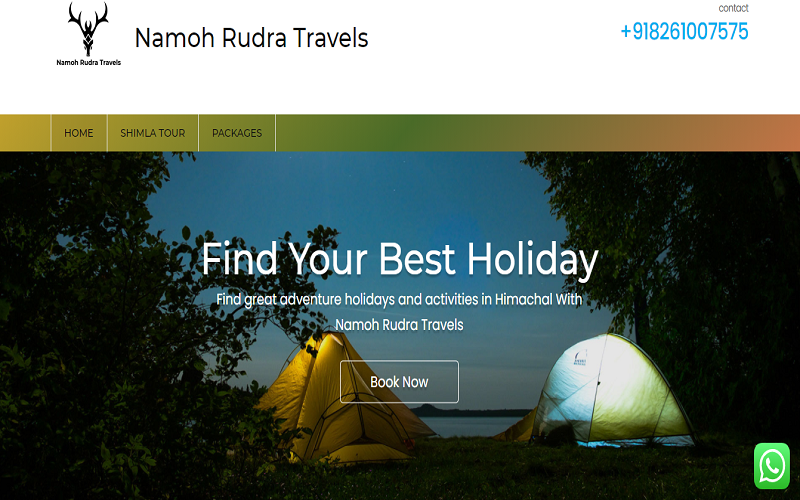 contact
Namoh Rudra Travels
+918261007575
Namoh Rudra Travels
HOME
SHIMLA TOUR
PACKAGES
Find Your Best Holiday
Find great adventure holidays and activities in Himachal With
Namoh Rudra Travels
Book Now